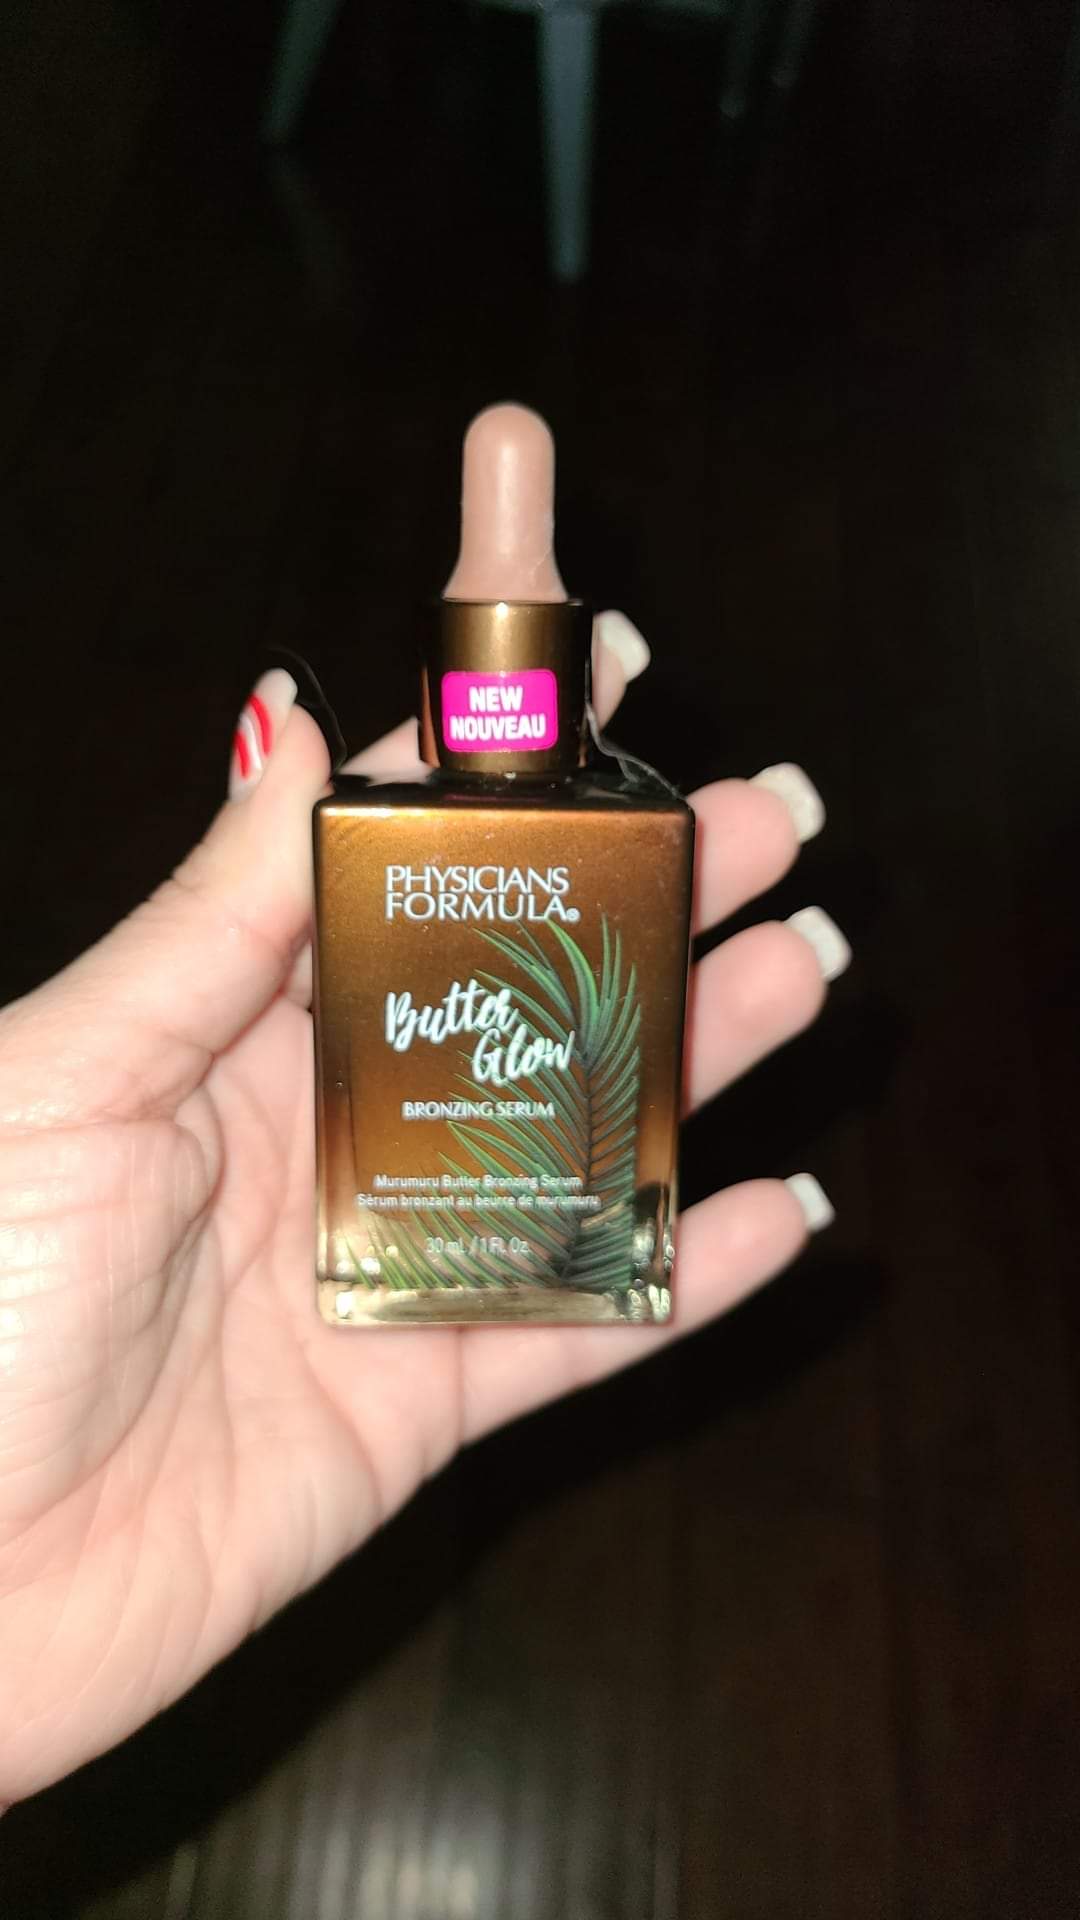 NEW
NOUVEAU
PHYSICIANS
FORMULA®
Butter
Glow
BRONZING SERUM
Murumuru Butter Bronzing Serum
Sérum bronzant au beurre de murumuru
30 mL / 1 Fl. Oz.